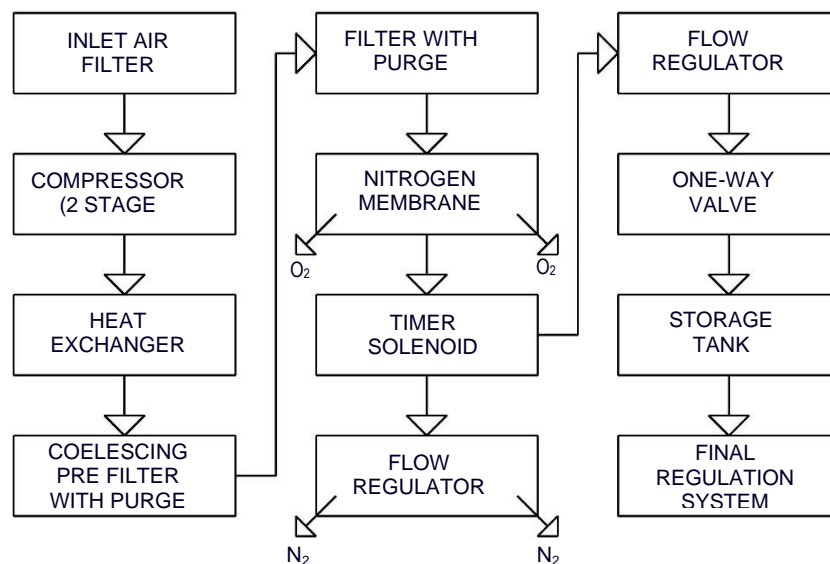 INLET AIR
FILTER
COMPRESSOR
(2 STAGE
HEAT
EXCHANGER
COELESCING
PRE FILTER
WITH PURGE
FILTER WITH
PURGE
NITROGEN
MEMBRANE
O₂
O₂
TIMER
SOLENOID
FLOW
REGULATOR
N₂
N₂
FLOW
REGULATOR
ONE-WAY
VALVE
STORAGE
TANK
FINAL
REGULATION
SYSTEM